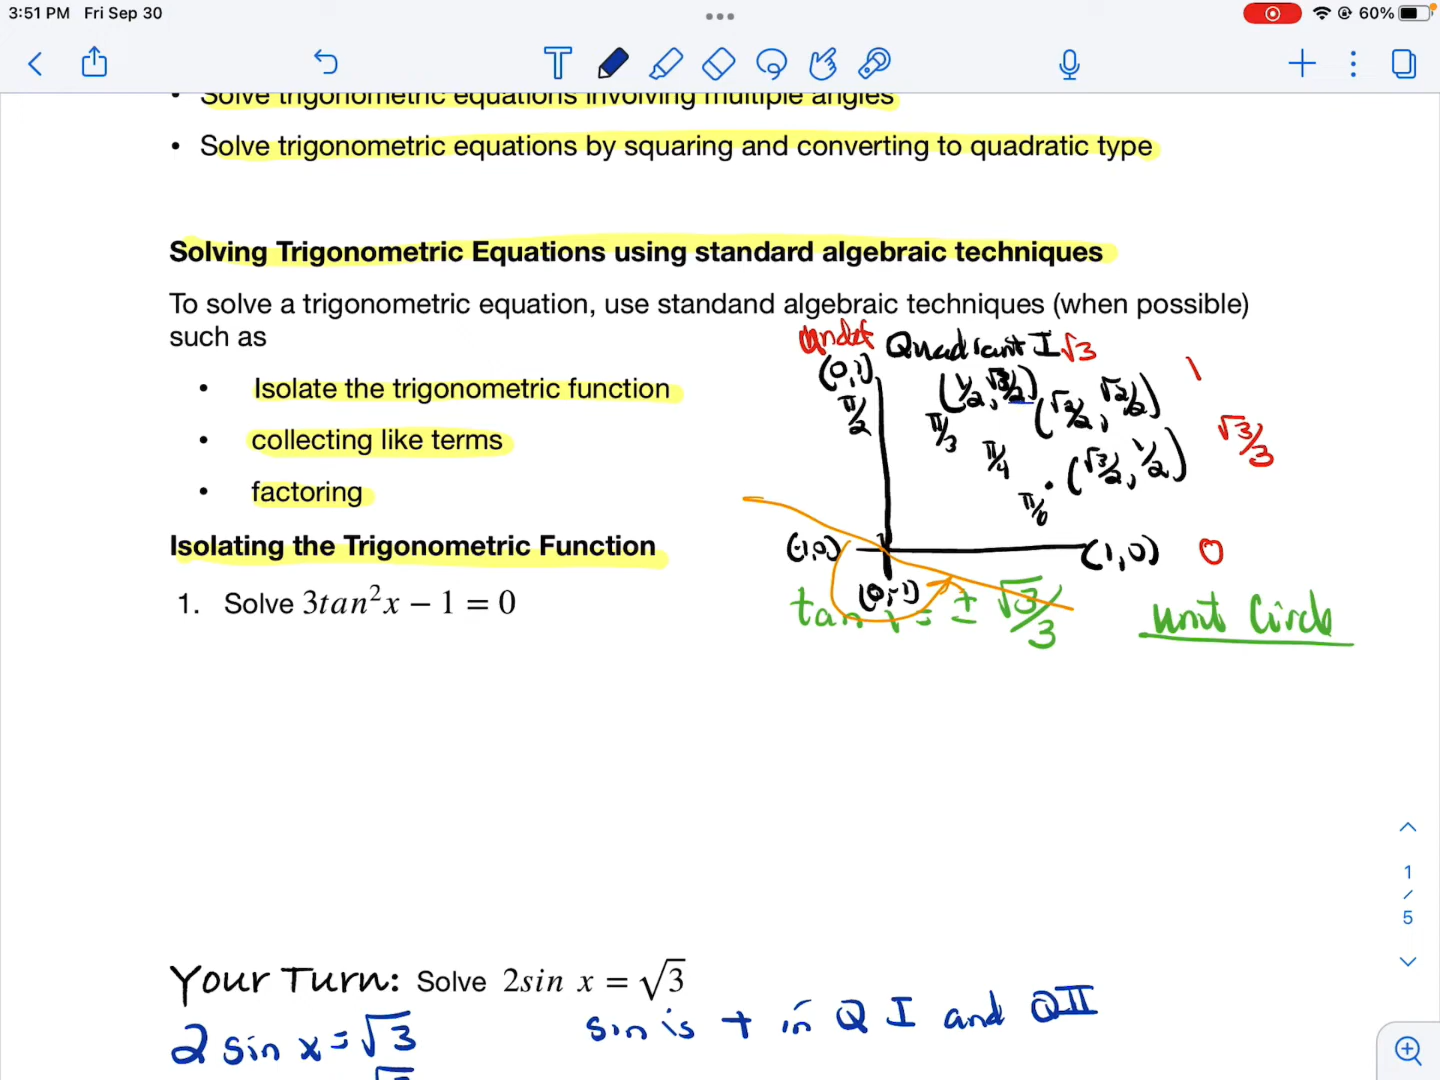 3:51 PM Fri Sep 30
60%
• Solve trigonometric equations involving multiple angles
• Solve trigonometric equations by squaring and converting to quadratic type
Solving Trigonometric Equations using standard algebraic techniques
To solve a trigonometric equation, use standand algebraic techniques (when possible)
such as
undef Quadrant I √3
(0,1) (1/2, √3/2) (√2/2, √2/2) 1
• Isolate the trigonometric function
π/2 π/3 π/4 (√3/2, 1/2) √3/3
• collecting like terms
• factoring
π/6
Isolating the Trigonometric Function
(-1,0) (1,0) 0
1. Solve 3tan²x − 1 = 0
(0,-1)
tan = ± √3/3 unit Circle
Your Turn: Solve 2sin x = √3
2 sin x = √3 sin is + in Q I and QII
1
/
5